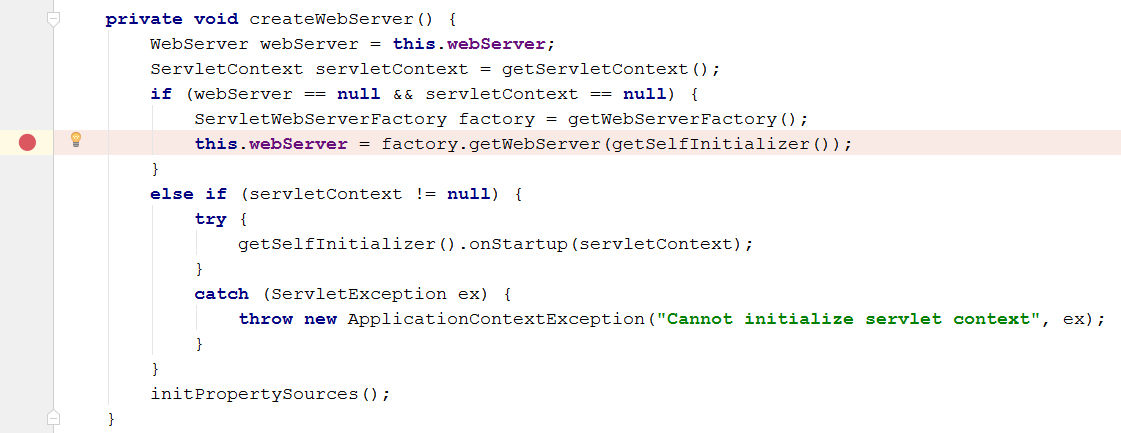 private void createWebServer() {
    WebServer webServer = this.webServer;
    ServletContext servletContext = getServletContext();
    if (webServer == null && servletContext == null) {
        ServletWebServerFactory factory = getWebServerFactory();
        this.webServer = factory.getWebServer(getSelfInitializer());
    }
    else if (servletContext != null) {
        try {
            getSelfInitializer().onStartup(servletContext);
        }
        catch (ServletException ex) {
            throw new ApplicationContextException("Cannot initialize servlet context", ex);
        }
    }
    initPropertySources();
}